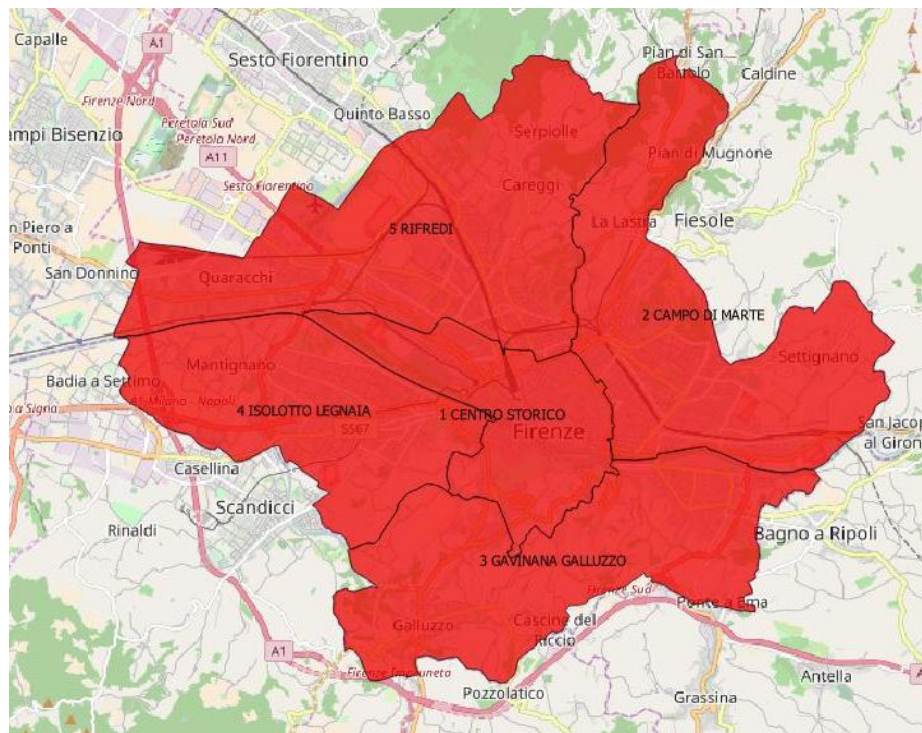 Capalle
A1
Sesto Fiorentino
Pian di San
Bartolo
Caldine
Firenze Nord
Quinto Basso
Peretola Sud
Peretola Nord
Serpiolle
ampi Bisenzio
A11
Pian di Mugnone
Sesto Fiorentino
Careggi
La Lastra
Fiesole
n Piero a
Ponti
5 RIFREDI
San Donnino
Quaracchi
2 CAMPO DI MARTE
Settignano
Mantignano
Badia a Settimo
A1 Milano - Napoli
4 ISOLOTTO LEGNAIA
1 CENTRO STORICO
a Signa
SS67
Firenze
San Jacop
al Giron
Casellina
Scandicci
Rinaldi
Bagno a Ripoli
3 GAVINANA GALLUZZO
Firenze Sud
Ponte a Ema
Galluzzo
Cascine del
Riccio
A1
Firenze Impruneta
Pozzolatico
Antella
A
Grassina